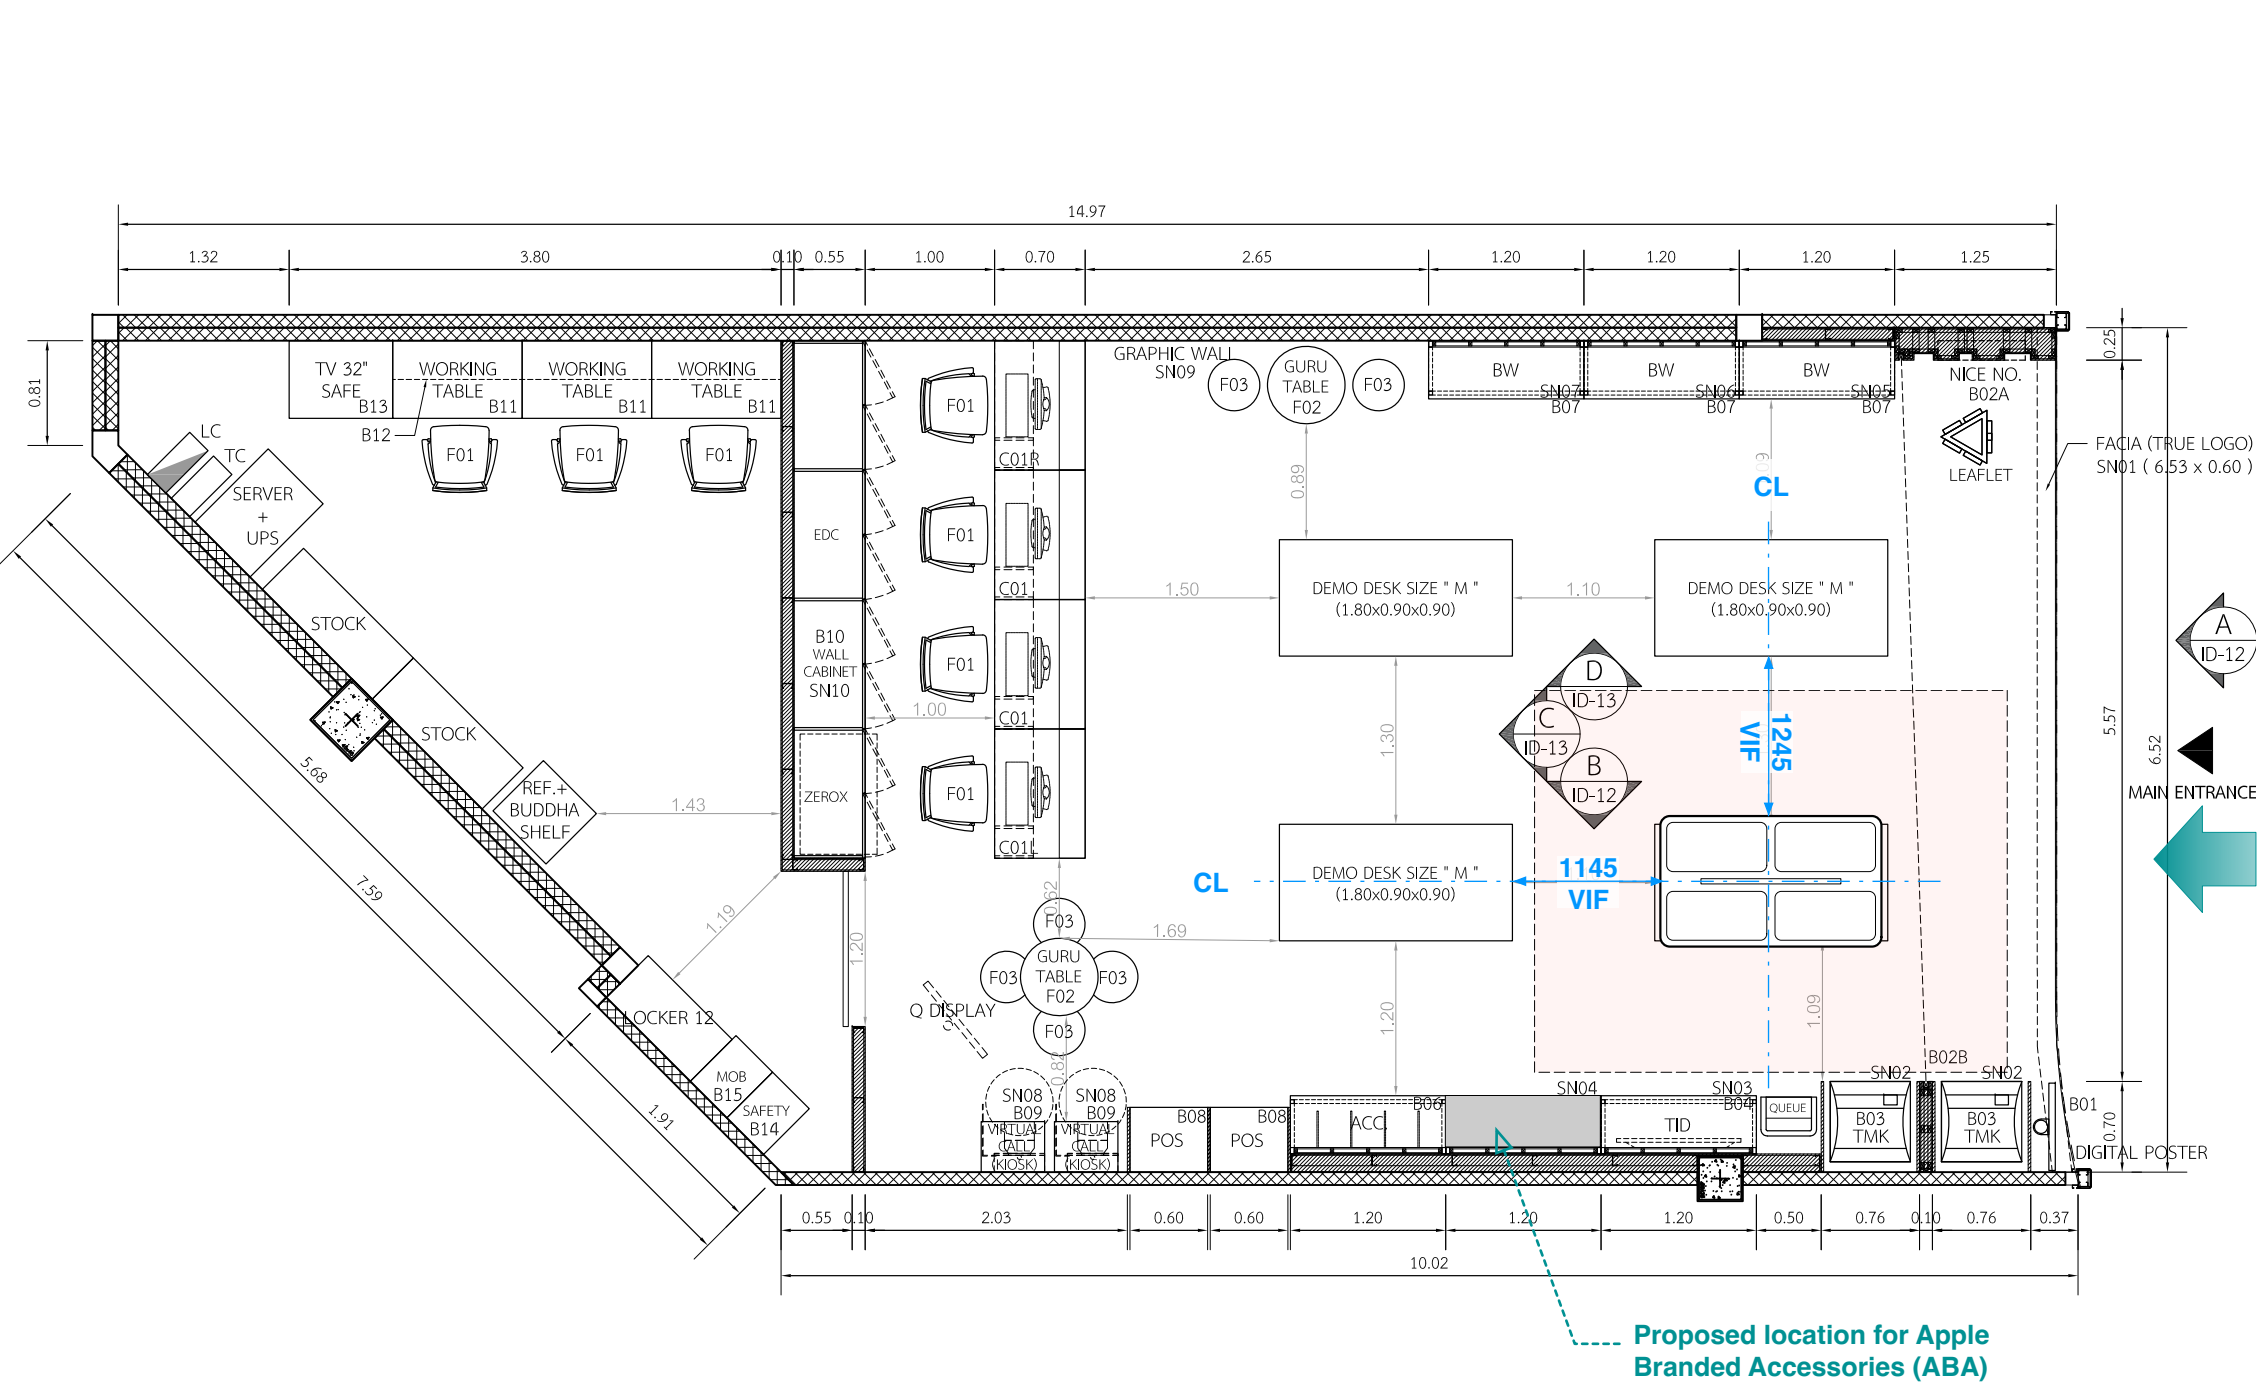 14.97
1.32
3.80
0.10
0.55
1.00
0.70
2.65
1.20
1.20
1.20
1.25
0.81
0.25
TV 32"
SAFE
B13
WORKING
TABLE
B11
WORKING
TABLE
B11
WORKING
TABLE
B11
B12
F01
F01
F01
LC
TC
SERVER
+
UPS
STOCK
STOCK
REF.+
BUDDHA
SHELF
1.43
5.68
7.59
1.91
1.19
LOCKER 12
MOB
B15
SAFETY
B14
EDC
B10
WALL
CABINET
SN10
ZEROX
1.00
1.20
F01
C01R
F01
C01
F01
C01
F01
C01L
GRAPHIC WALL
SN09
F03
GURU
TABLE
F02
F03
0.89
BW
SN07
B07
BW
SN06
B07
BW
SN05
B07
NICE NO.
B02A
LEAFLET
FACIA (TRUE LOGO)
SN01 ( 6.53 x 0.60 )
CL
DEMO DESK SIZE " M "
(1.80x0.90x0.90)
DEMO DESK SIZE " M "
(1.80x0.90x0.90)
1.50
1.10
1.30
D
ID-13
C
ID-13
B
ID-12
A
ID-12
1245
VIF
5.57
6.52
MAIN ENTRANCE
CL
DEMO DESK SIZE " M "
(1.80x0.90x0.90)
1145
VIF
0.62
1.69
F03
GURU
TABLE
F02
F03
F03
F03
Q DISPLAY
0.82
1.20
1.09
SN08
B09
VIRTUAL
CALL
(KIOSK)
SN08
B09
VIRTUAL
CALL
(KIOSK)
B08
POS
B08
POS
B06
ACC.
SN04
SN03
B04
TID
QUEUE
SN02
B03
TMK
B02B
SN02
B03
TMK
B01
0.70
DIGITAL POSTER
0.55
0.10
2.03
0.60
0.60
1.20
1.20
1.20
0.50
0.76
0.10
0.76
0.37
10.02
Proposed location for Apple
Branded Accessories (ABA)